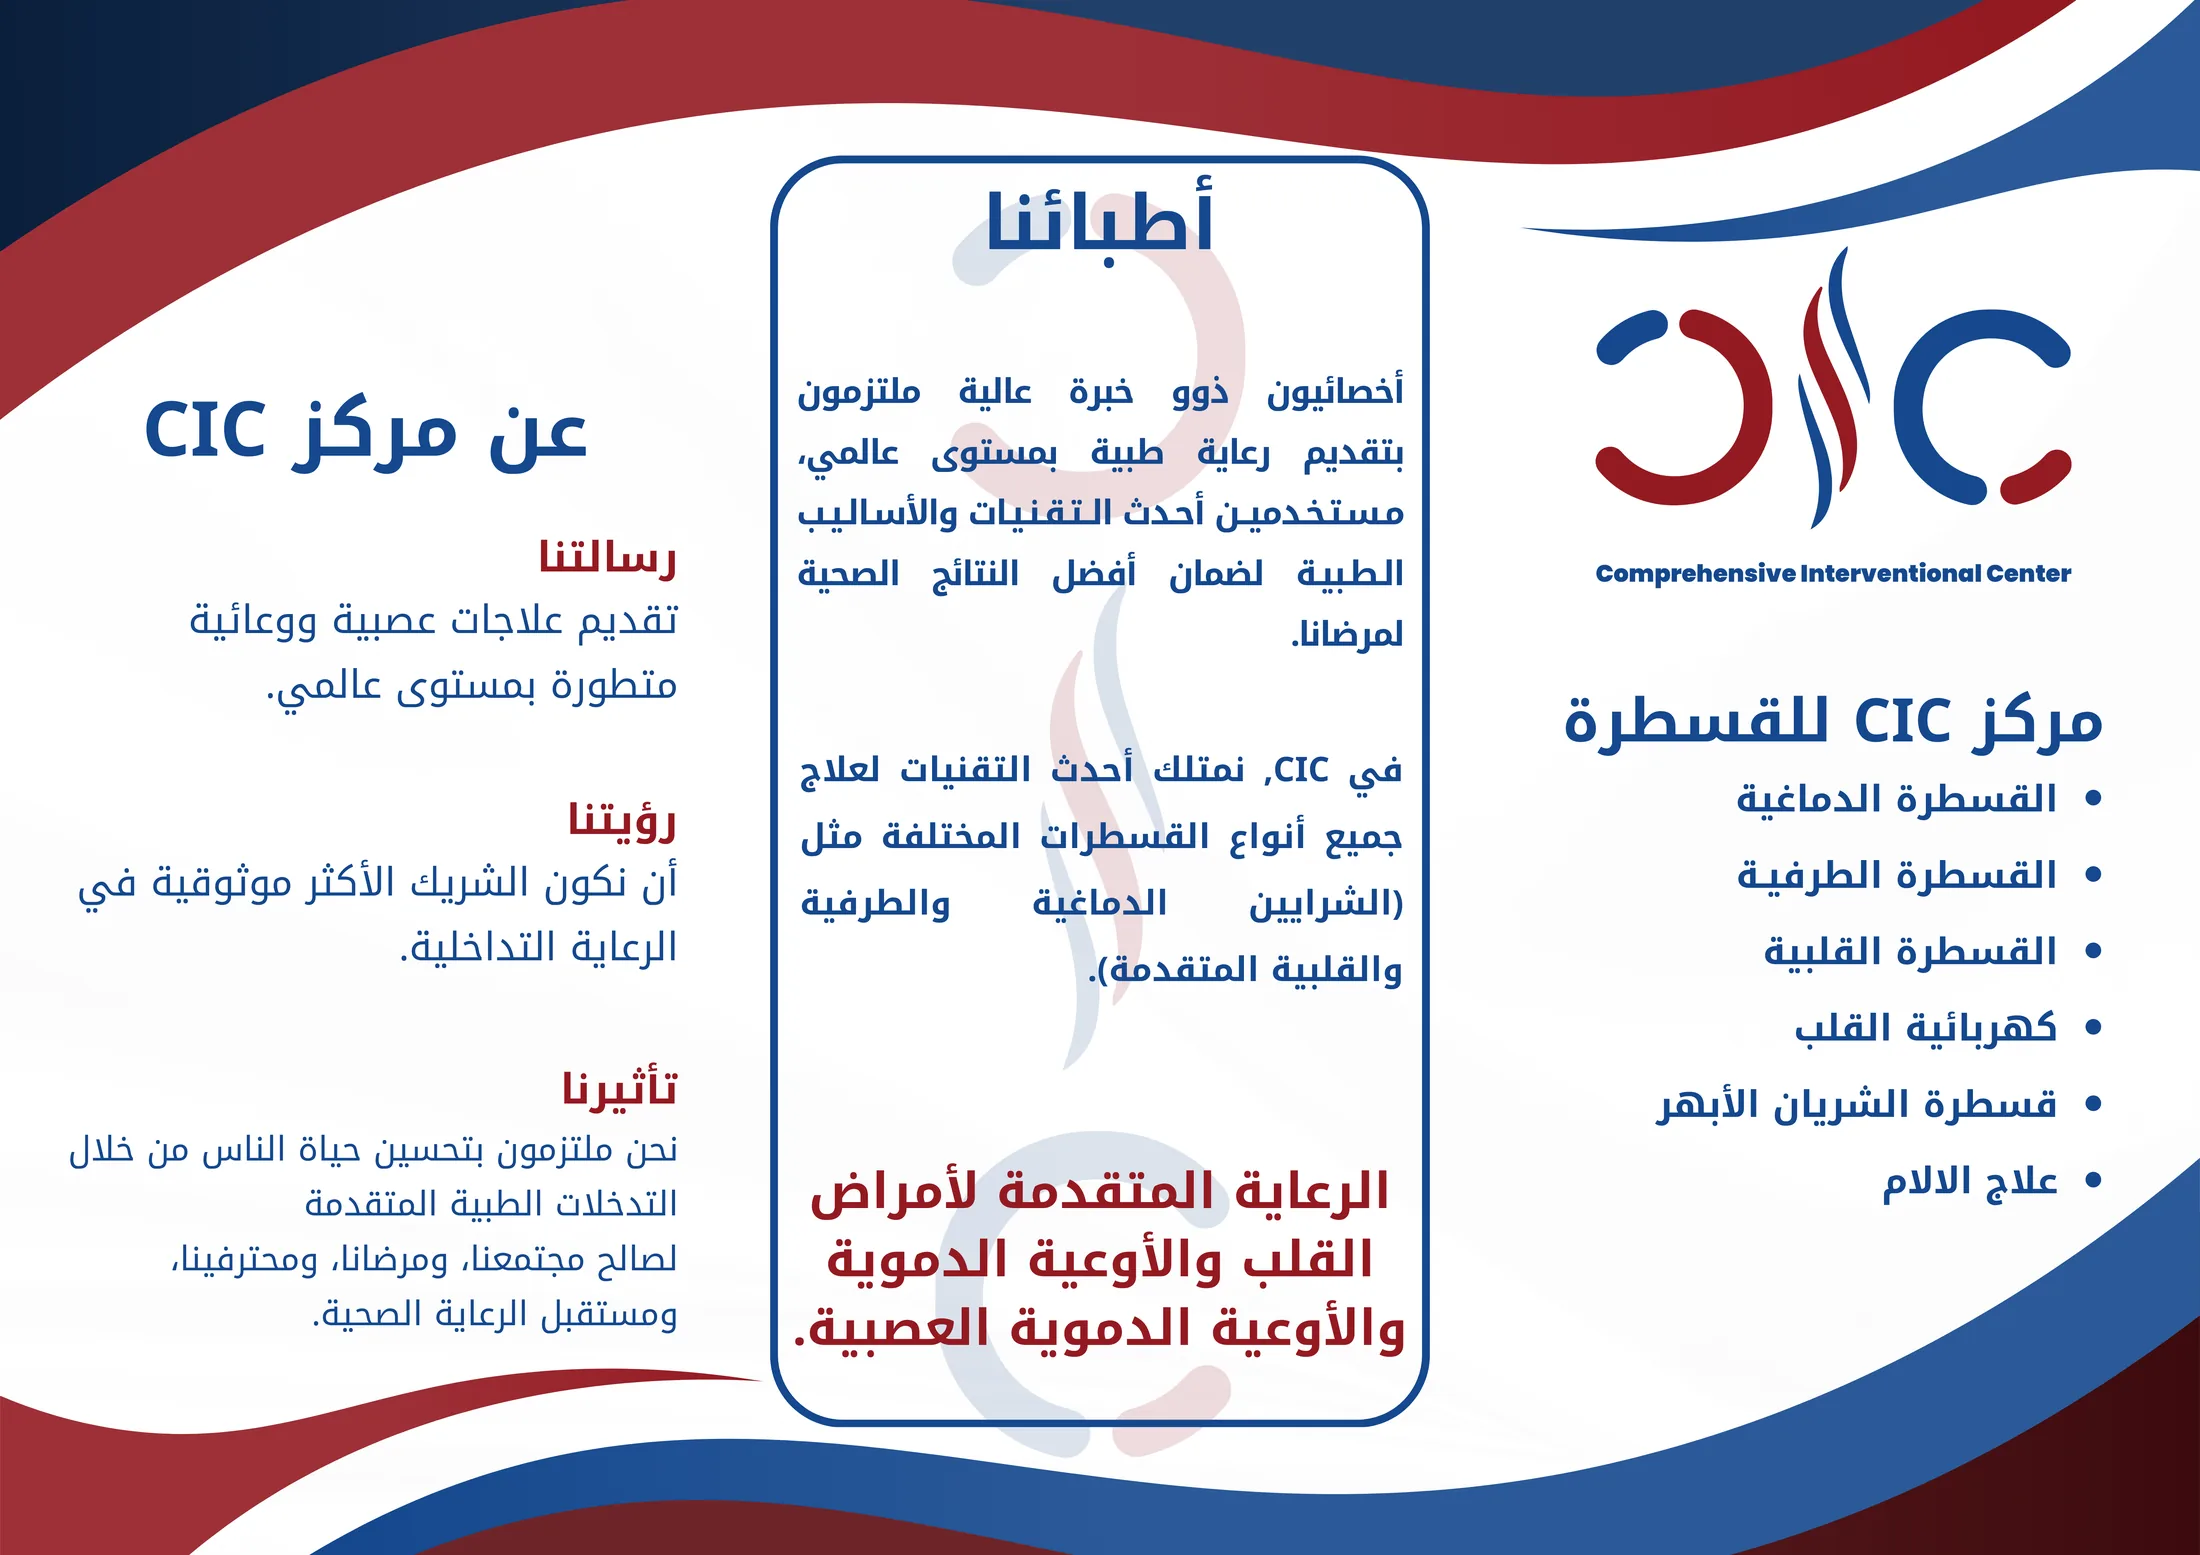 CIC
Comprehensive Interventional Center
مركز CIC للقسطرة
• القسطرة الدماغية
• القسطرة الطرفية
• القسطرة القلبية
• كهربائية القلب
• قسطرة الشريان الأبهر
• علاج الالام
أطبائنا
أخصائيون ذوو خبرة عالية ملتزمون
بتقديم رعاية طبية بمستوى عالمي،
مستخدمين أحدث التقنيات والأساليب
الطبية لضمان أفضل النتائج الصحية
لمرضانا.
في CIC, نمتلك أحدث التقنيات لعلاج
جميع أنواع القسطرات المختلفة مثل
(الشرايين الدماغية والطرفية
والقلبية المتقدمة).
الرعاية المتقدمة لأمراض
القلب والأوعية الدموية
والأوعية الدموية العصبية.
عن مركز CIC
رسالتنا
تقديم علاجات عصبية ووعائية
متطورة بمستوى عالمي.
رؤيتنا
أن نكون الشريك الأكثر موثوقية في
الرعاية التداخلية.
تأثيرنا
نحن ملتزمون بتحسين حياة الناس من خلال
التدخلات الطبية المتقدمة
لصالح مجتمعنا، ومرضانا، ومحترفينا،
ومستقبل الرعاية الصحية.